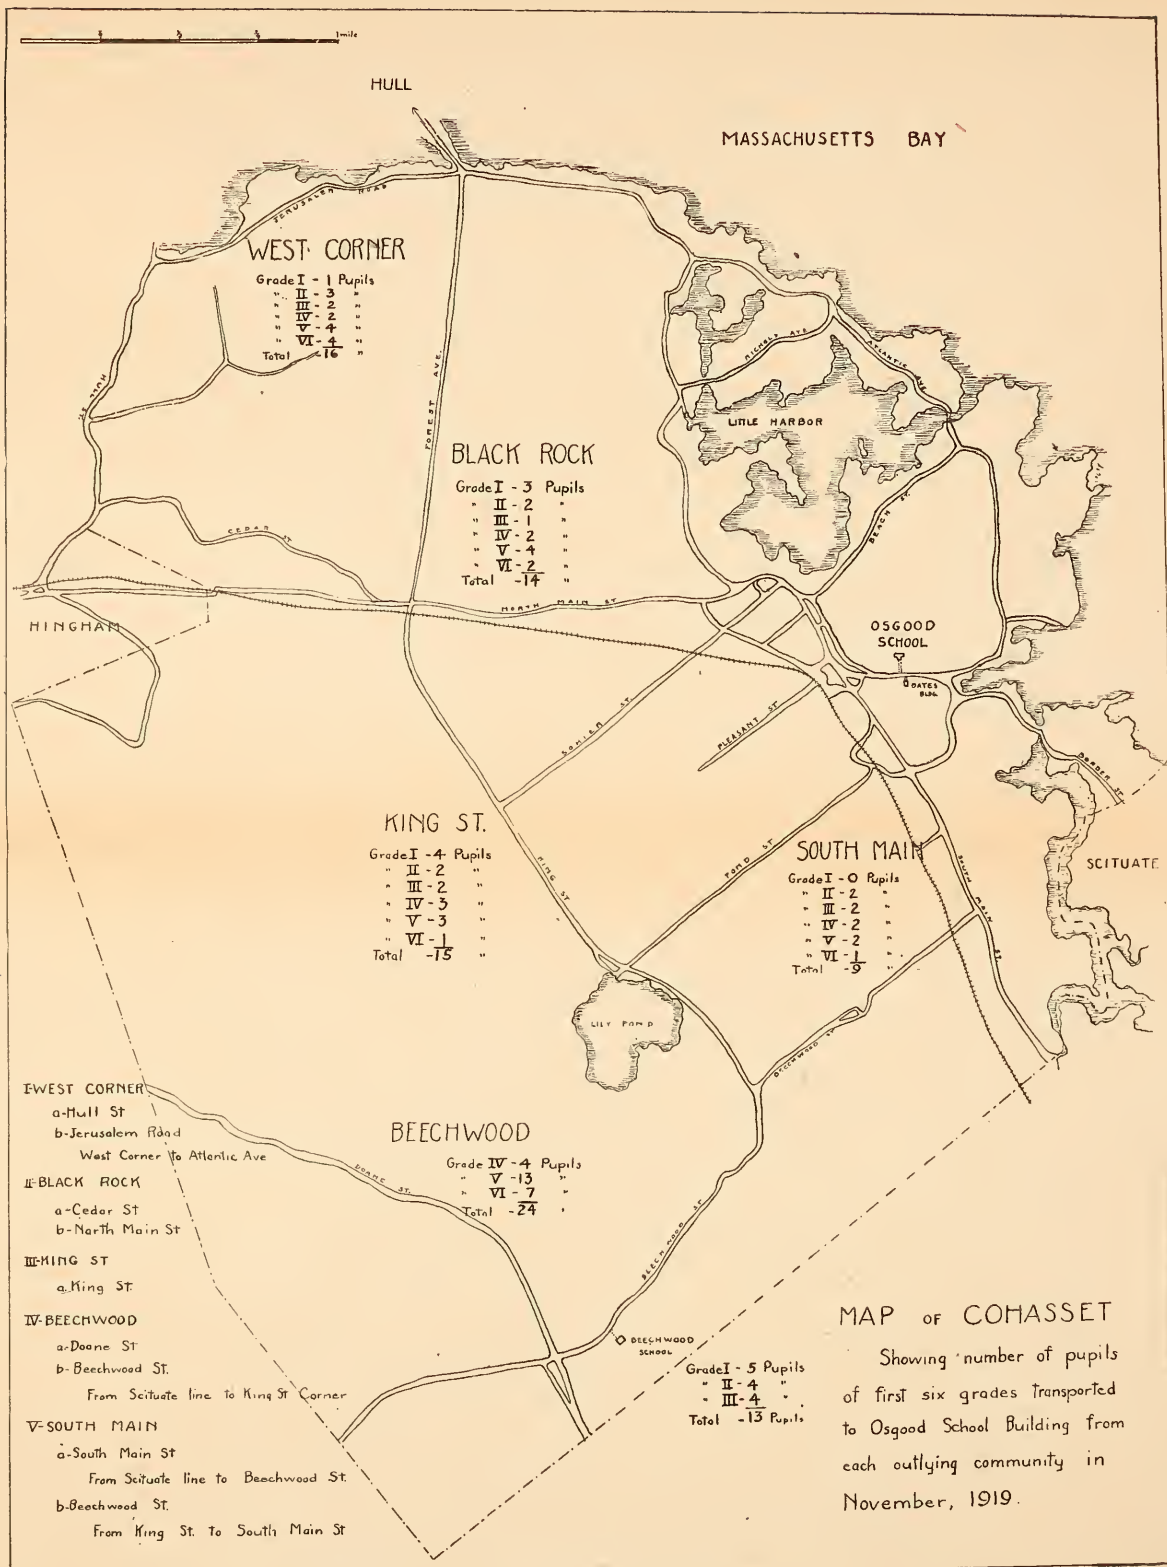 ¼ ½ ¾ 1 mile
HULL
MASSACHUSETTS BAY
JERUSALEM ROAD
WEST CORNER
Grade I - 1 Pupils
" II - 3 "
" III - 2 "
" IV - 2 "
" V - 4 "
" VI - 4 "
Total - 16 "
HULL ST.
FOREST AVE.
NICHOLS AVE
ATLANTIC AVE
LITTLE HARBOR
BLACK ROCK
Grade I - 3 Pupils
" II - 2 "
" III - 1 "
" IV - 2 "
" V - 4 "
" VI - 2 "
Total - 14 "
CEDAR ST.
BEACH ST.
NORTH MAIN ST
HINGHAM
OSGOOD
SCHOOL
BATES
BLDG.
SOHIER ST.
PLEASANT ST
BORDER ST.
KING ST.
Grade I - 4 Pupils
" II - 2 "
" III - 2 "
" IV - 3 "
" V - 3 "
" VI - 1 "
Total - 15 "
KING ST
POND ST
SOUTH MAIN
Grade I - 0 Pupils
" II - 2 "
" III - 2 "
" IV - 2 "
" V - 2 "
" VI - 1 "
Total - 9 "
SOUTH MAIN ST.
SCITUATE
LILY POND
BEECHWOOD ST
I-WEST CORNER
a-Hull St
b-Jerusalem Road
West Corner to Atlantic Ave
II-BLACK ROCK
a-Cedar St
b-North Main St
III-KING ST
a-King St.
IV-BEECHWOOD
a-Doane St
b-Beechwood St.
From Scituate line to King St Corner
V-SOUTH MAIN
a-South Main St
From Scituate line to Beechwood St.
b-Beechwood St.
From King St. to South Main St
DOANE ST.
BEECHWOOD
Grade IV - 4 Pupils
" V - 13 "
" VI - 7 "
Total - 24 "
BEECHWOOD ST
BEECHWOOD
SCHOOL
Grade I - 5 Pupils
" II - 4 "
" III - 4 "
Total - 13 Pupils
MAP OF COHASSET
Showing number of pupils
of first six grades transported
to Osgood School Building from
each outlying community in
November, 1919.